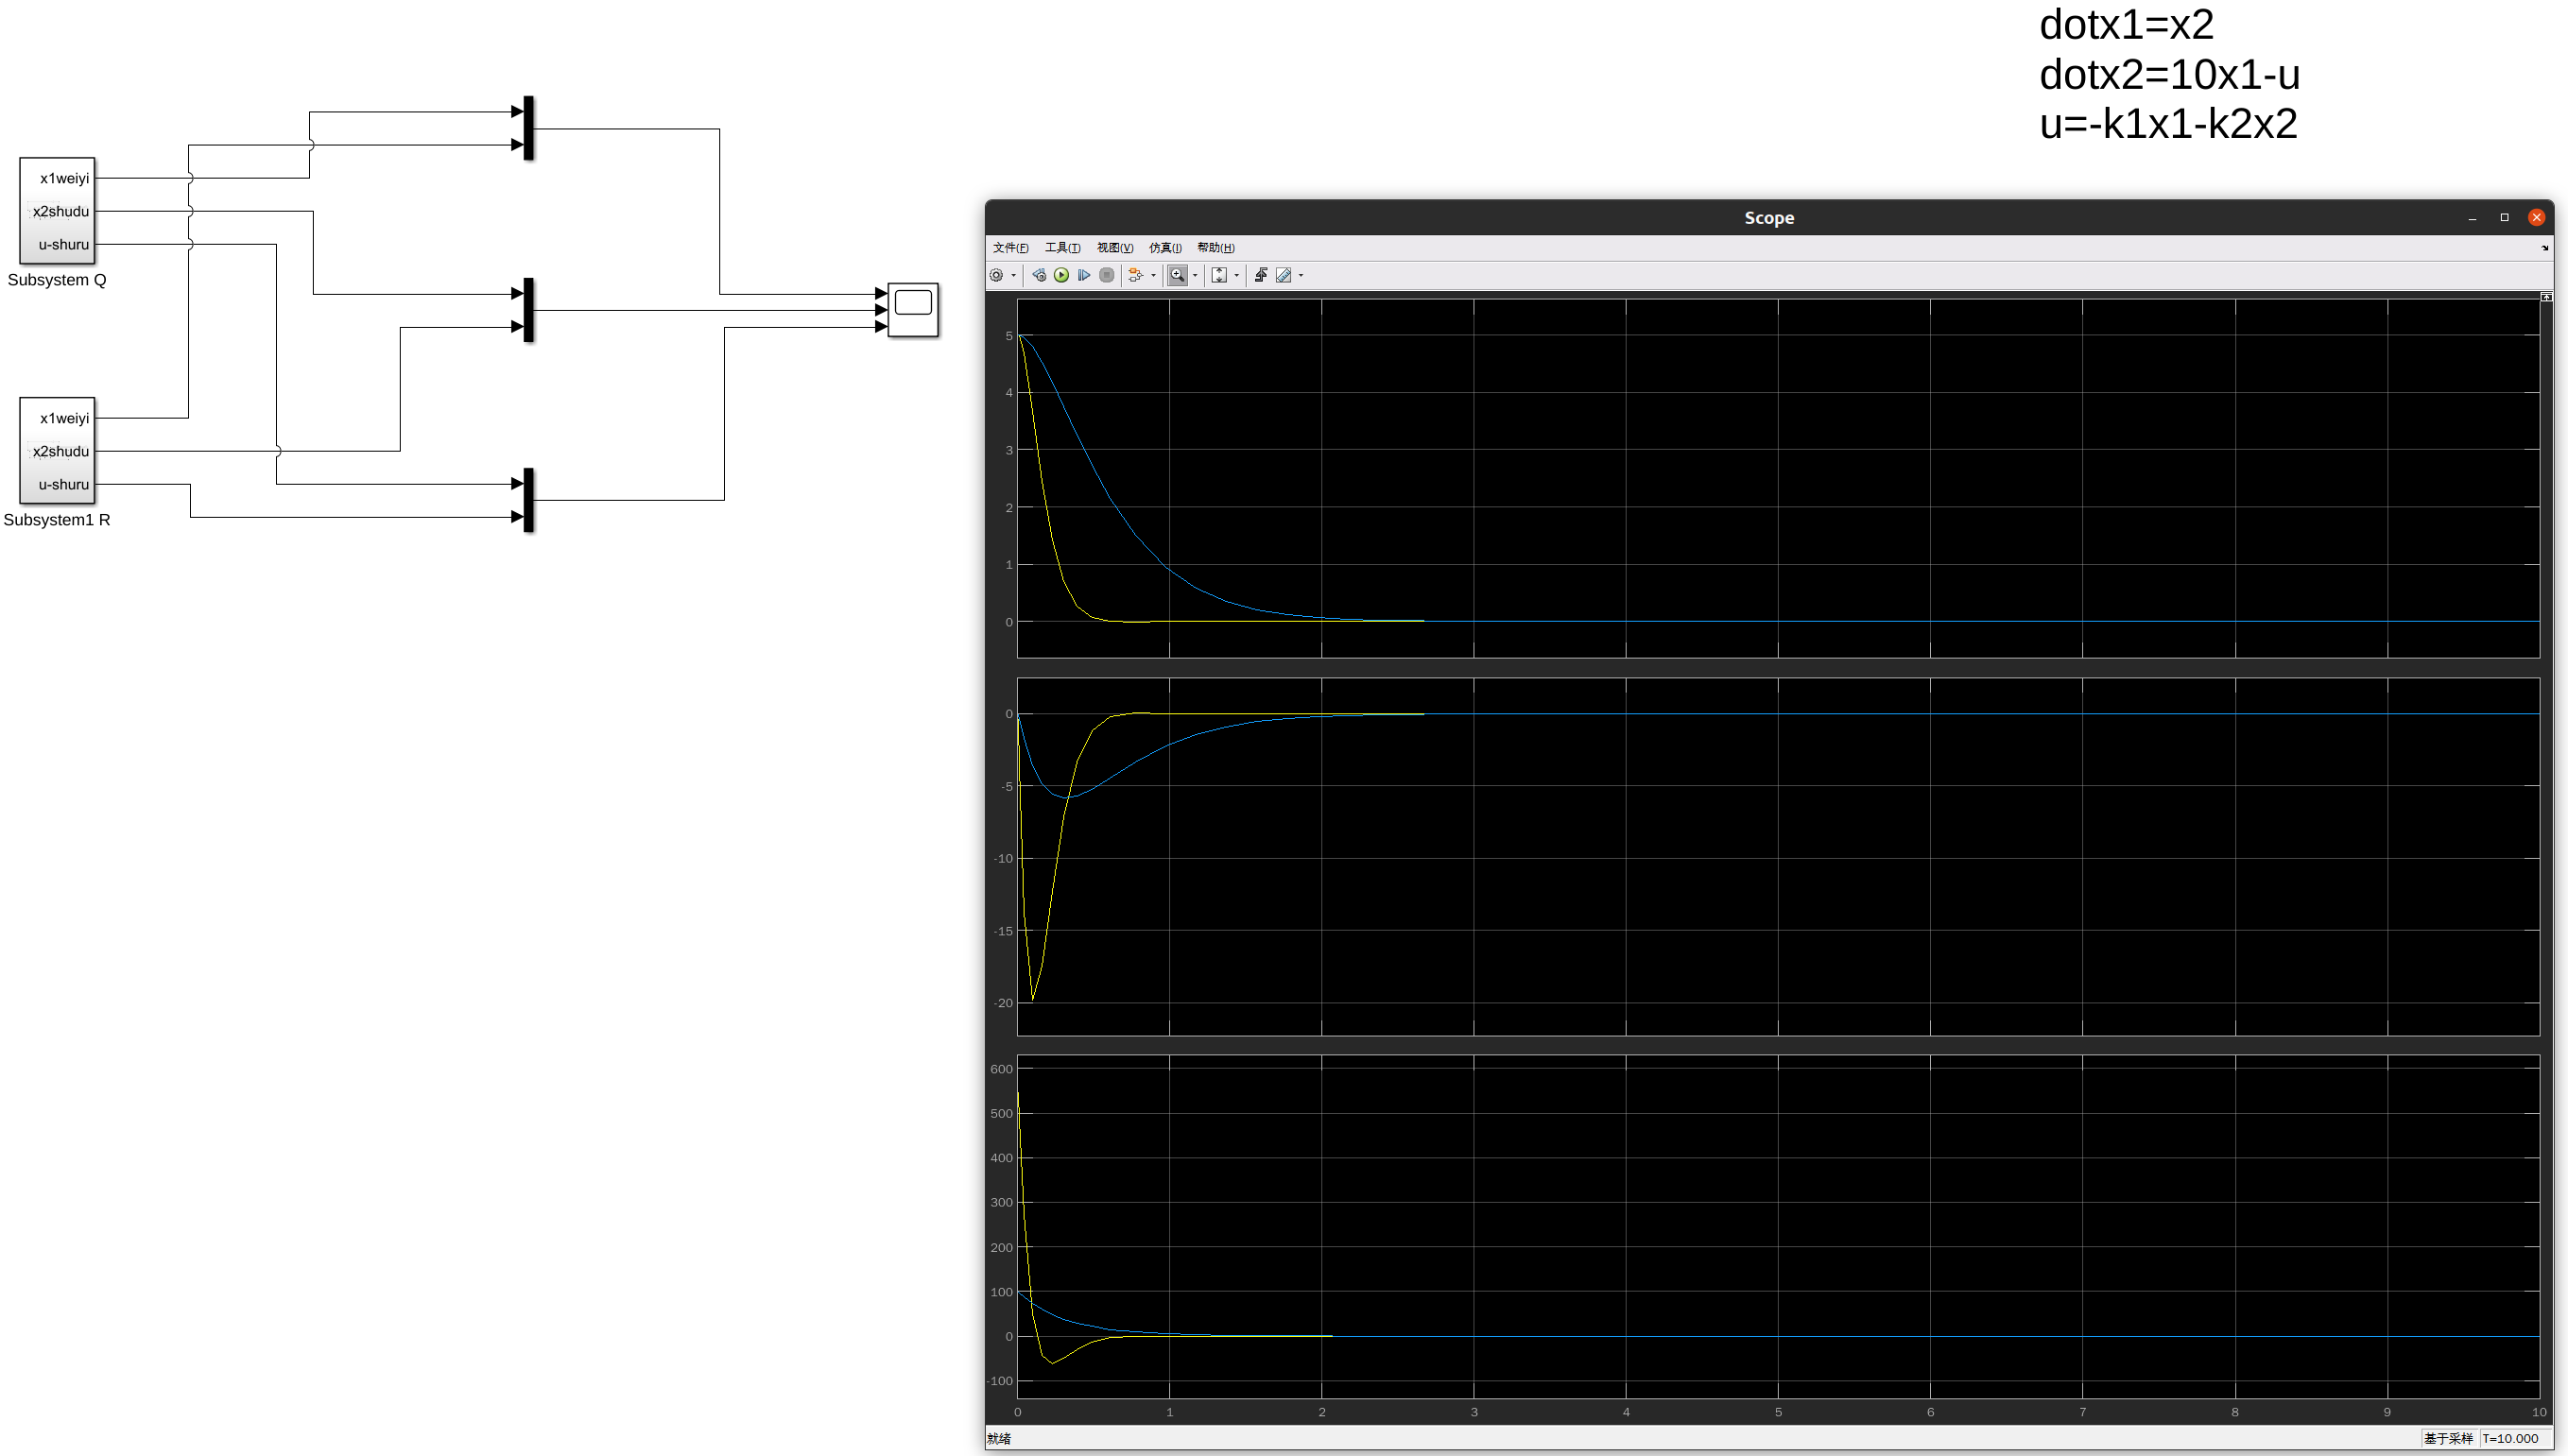 dotx1=x2
dotx2=10x1-u
u=-k1x1-k2x2
x1weiyi
x2shudu
u-shuru
Subsystem Q
x1weiyi
x2shudu
u-shuru
Subsystem1 R
Scope
文件(F) 工具(T) 视图(V) 仿真(I) 帮助(H)
5
4
3
2
1
0
0
-5
-10
-15
-20
600
500
400
300
200
100
0
-100
0 1 2 3 4 5 6 7 8 9 10
就绪
基于采样 T=10.000